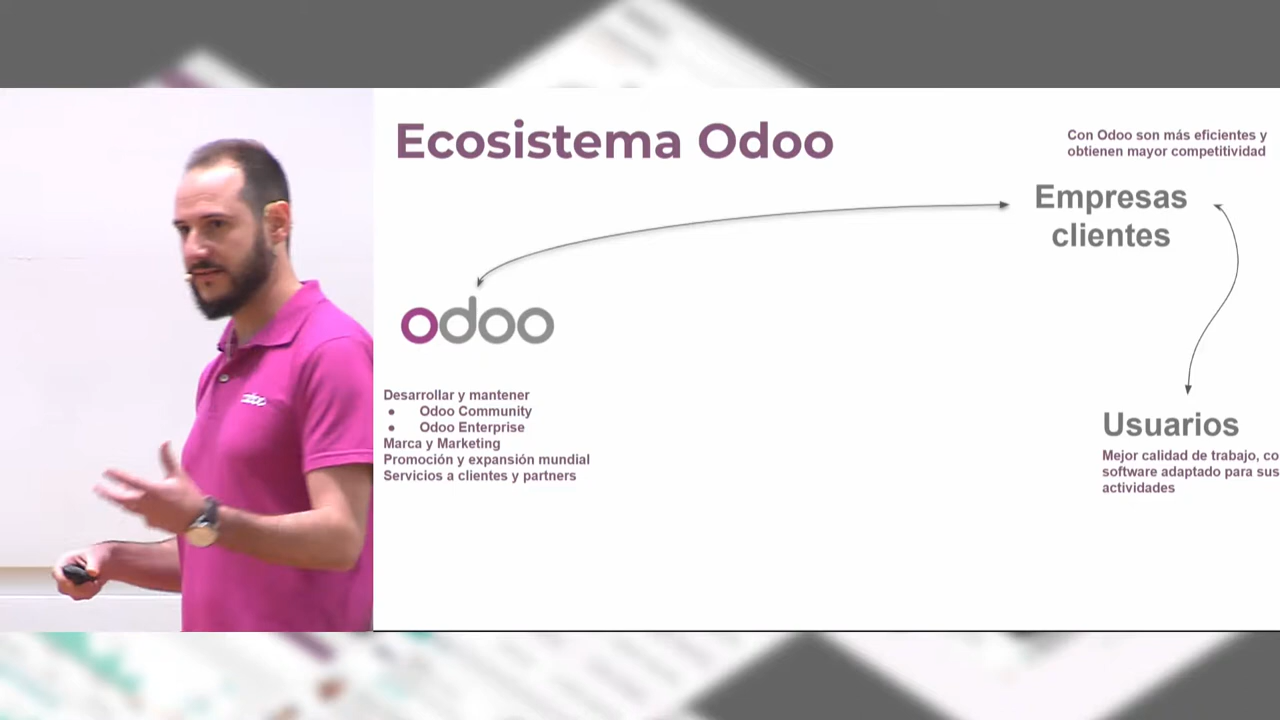 Ecosistema Odoo
Con Odoo son más eficientes y
obtienen mayor competitividad
Empresas
clientes
odoo
Desarrollar y mantener
● Odoo Community
● Odoo Enterprise
Marca y Marketing
Promoción y expansión mundial
Servicios a clientes y partners
Usuarios
Mejor calidad de trabajo, co
software adaptado para sus
actividades
odoo